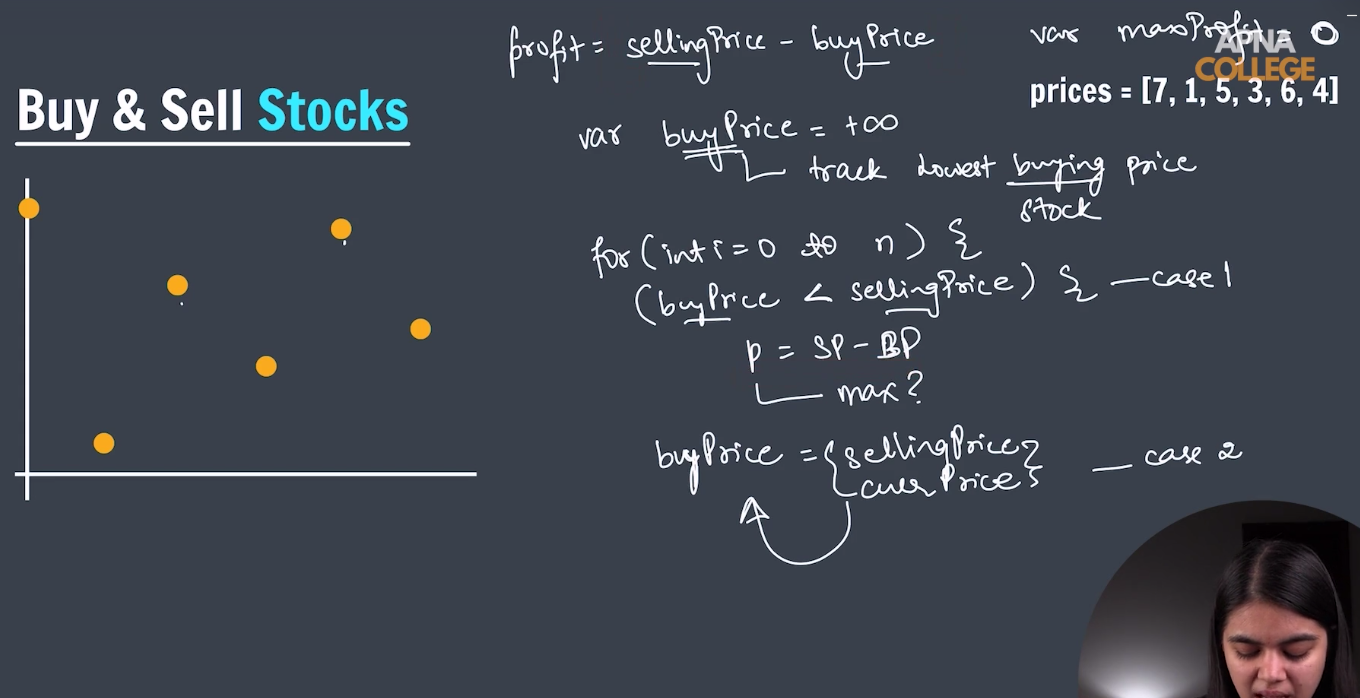 profit = sellingPrice - buyPrice
var maxProfit = 0
APNA
COLLEGE
Buy & Sell Stocks
prices = [7, 1, 5, 3, 6, 4]
var buyPrice = +∞
track lowest buying price
stock
for (int i = 0 to n) {
(buyPrice < sellingPrice) { — case 1
p = SP - BP
max?
buyPrice = {sellingPrice}
{currPrice} — case 2